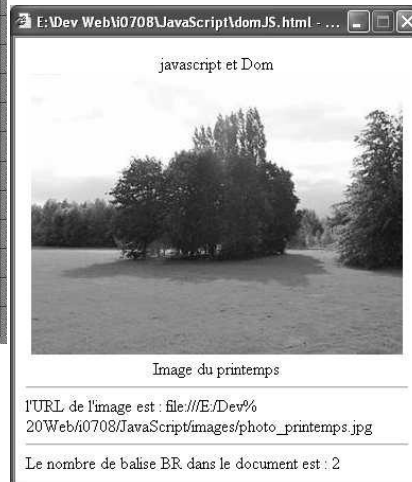 E:\Dev Web\i0708\JavaScript\domJS.html - ...
javascript et Dom
Image du printemps
l'URL de l'image est : file:///E:/Dev%
20Web/i0708/JavaScript/images/photo_printemps.jpg
Le nombre de balise BR dans le document est : 2